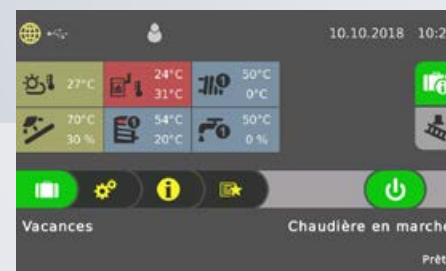 10.10.2018 10:2
27°C
24°C
31°C
50°C
0°C
70°C
30 %
54°C
20°C
50°C
0 %
Vacances
Chaudière en marche
Prêt